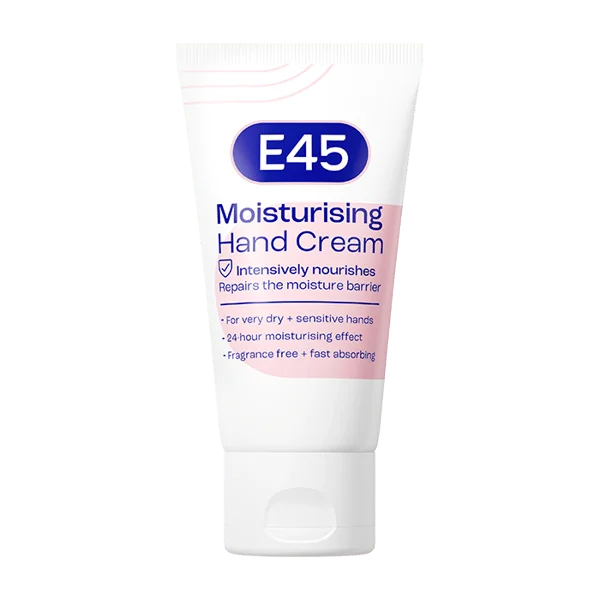 E45
Moisturising
Hand Cream
Intensively nourishes
Repairs the moisture barrier
• For very dry + sensitive hands
• 24-hour moisturising effect
• Fragrance free + fast absorbing